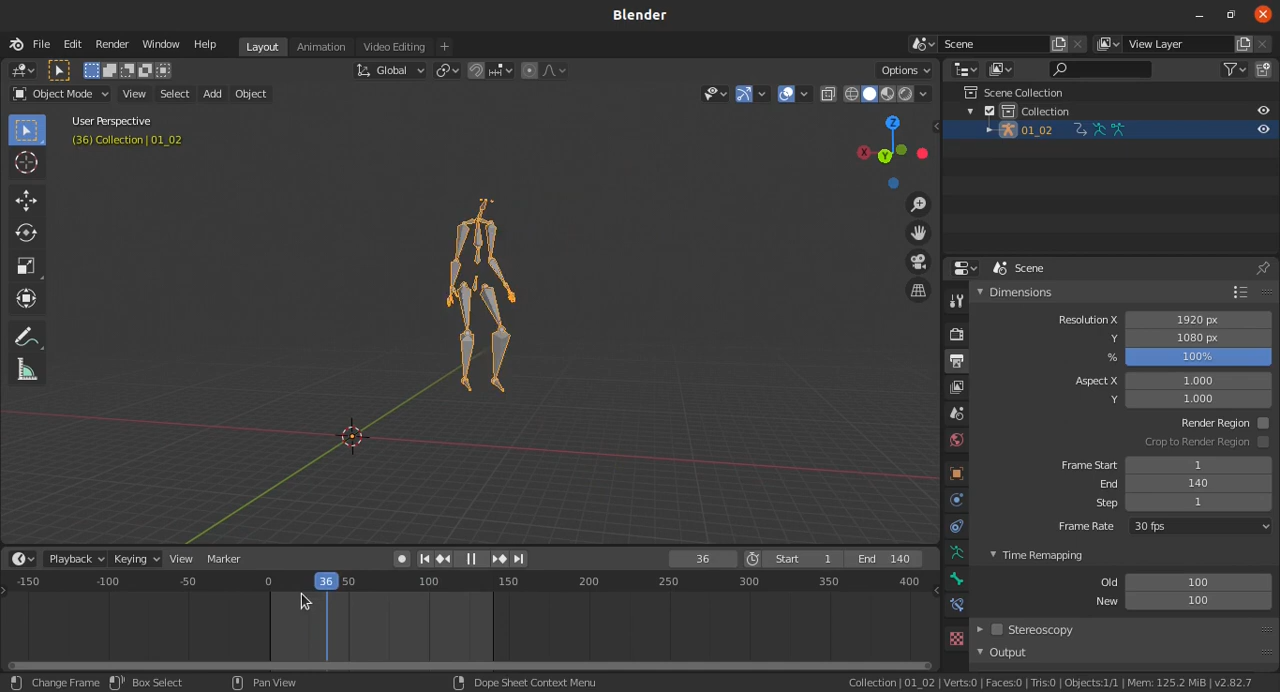 Blender
File Edit Render Window Help Layout Animation Video Editing + Scene View Layer
Global Options
Object Mode View Select Add Object
User Perspective
(36) Collection | 01_02
Z
X
Y
Scene Collection
Collection
01_02
Scene
Dimensions
Resolution X 1920 px
Y 1080 px
% 100%
Aspect X 1.000
Y 1.000
Render Region
Crop to Render Region
Frame Start 1
End 140
Step 1
Frame Rate 30 fps
Time Remapping
Old 100
New 100
Stereoscopy
Output
Playback Keying View Marker 36 Start 1 End 140
-150 -100 -50 0 36 50 100 150 200 250 300 350 400
Change Frame Box Select Pan View Dope Sheet Context Menu Collection | 01_02 | Verts:0 | Faces:0 | Tris:0 | Objects:1/1 | Mem: 125.2 MiB | v2.82.7